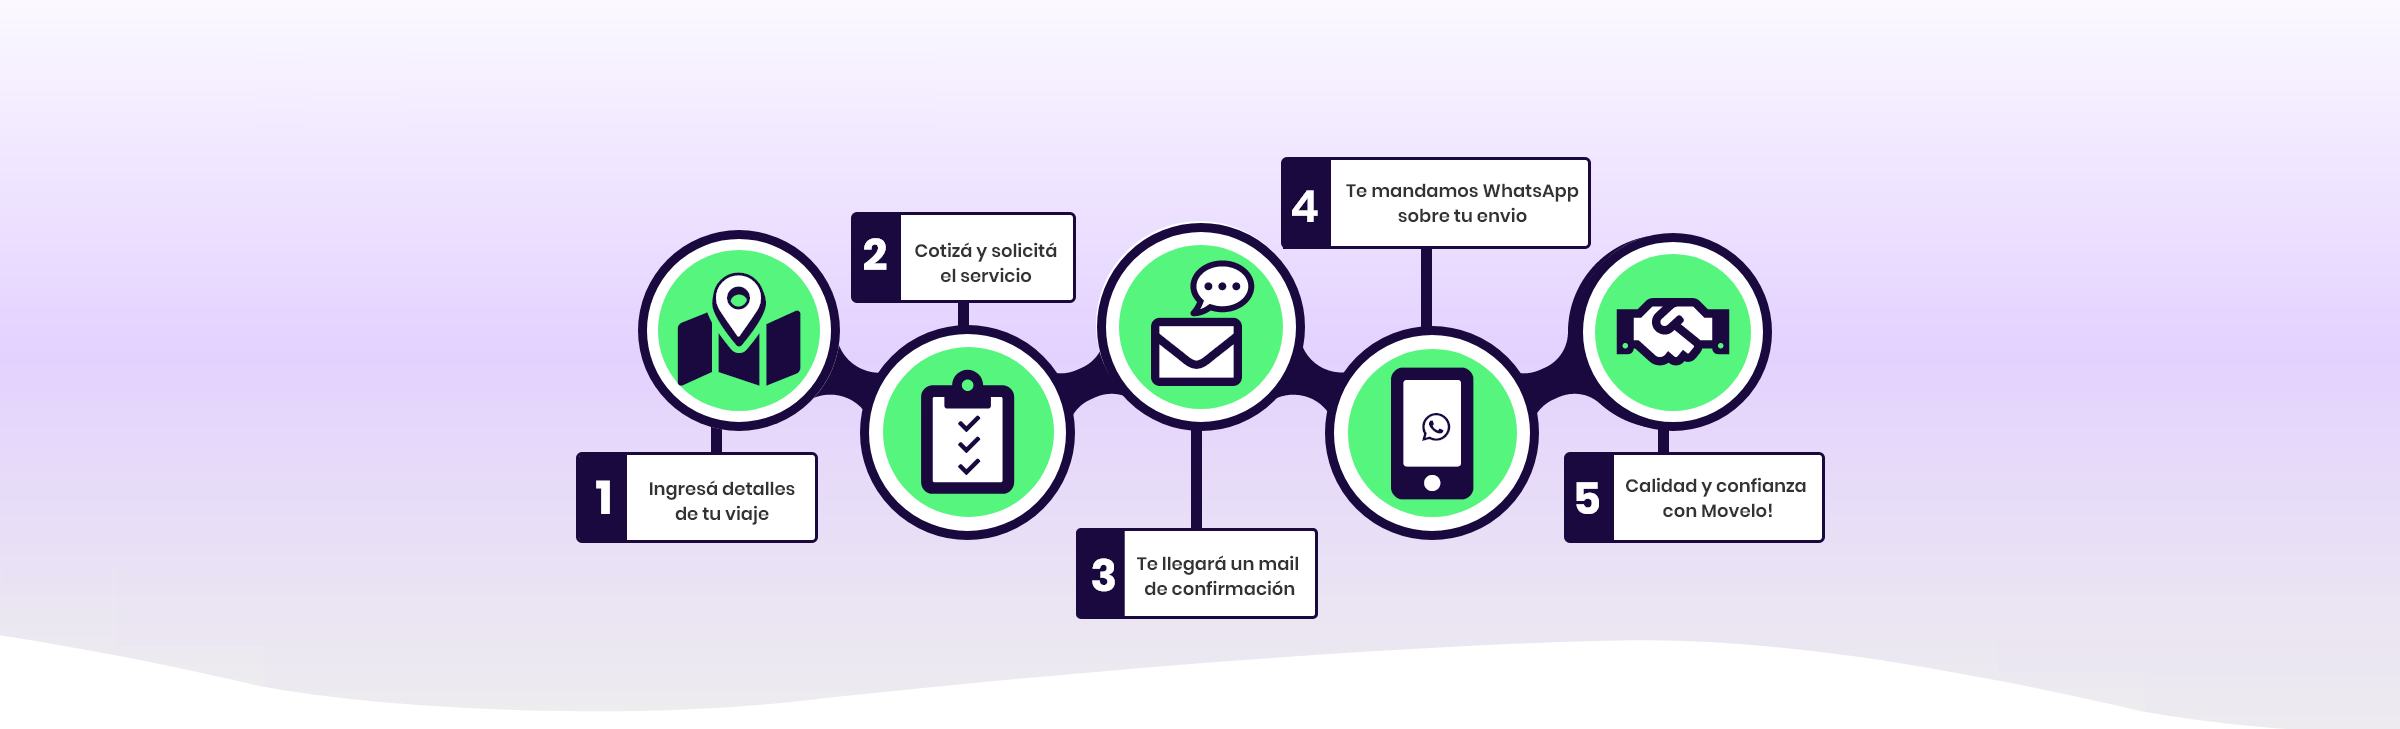 1
Ingresá detalles
de tu viaje
2
Cotizá y solicitá
el servicio
3
Te llegará un mail
de confirmación
4
Te mandamos WhatsApp
sobre tu envio
5
Calidad y confianza
con Movelo!